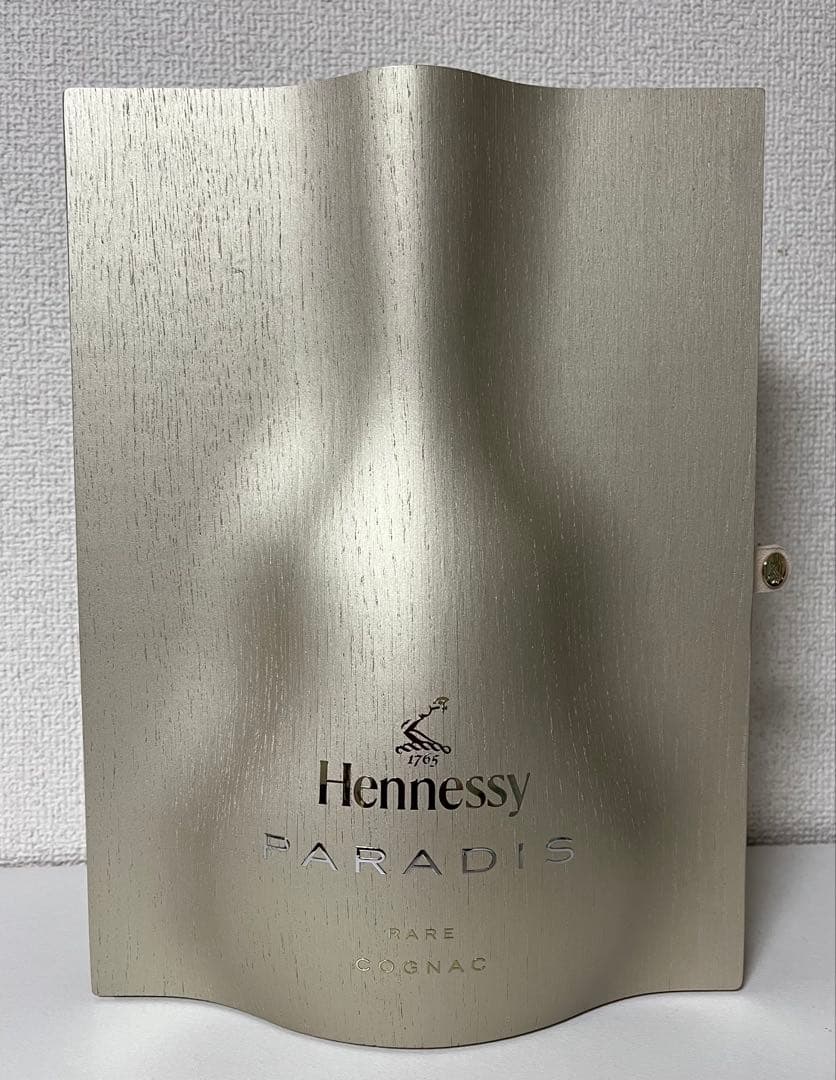 1765
Hennessy
PARADIS
RARE
COGNAC